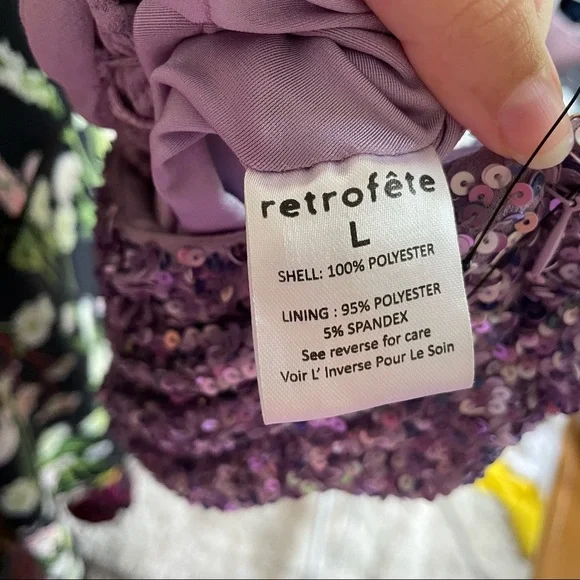 retrofête
L
SHELL: 100% POLYESTER
LINING : 95% POLYESTER
5% SPANDEX
See reverse for care
Voir L' Inverse Pour Le Soin